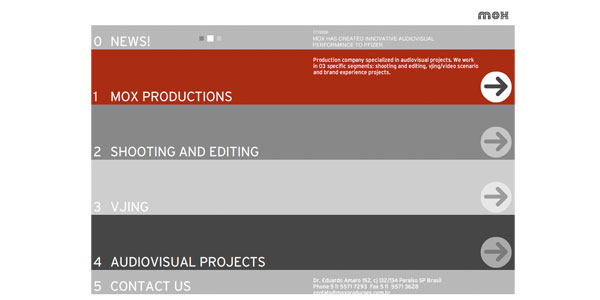 mox
0 NEWS!
MOX HAS CREATED INNOVATIVE AUDIOVISUAL
PERFORMANCE TO PFIZER
Production company specialized in audiovisual projects. We work
in 03 specific segments: shooting and editing, vjing/video scenario
and brand experience projects.
1 MOX PRODUCTIONS
2 SHOOTING AND EDITING
3 VJING
4 AUDIOVISUAL PROJECTS
5 CONTACT US
Dr. Eduardo Amaro 152, cj 132/134 Paraíso SP Brasil
Phone 5 11 5571 7293 Fax 5 11 5571 3628